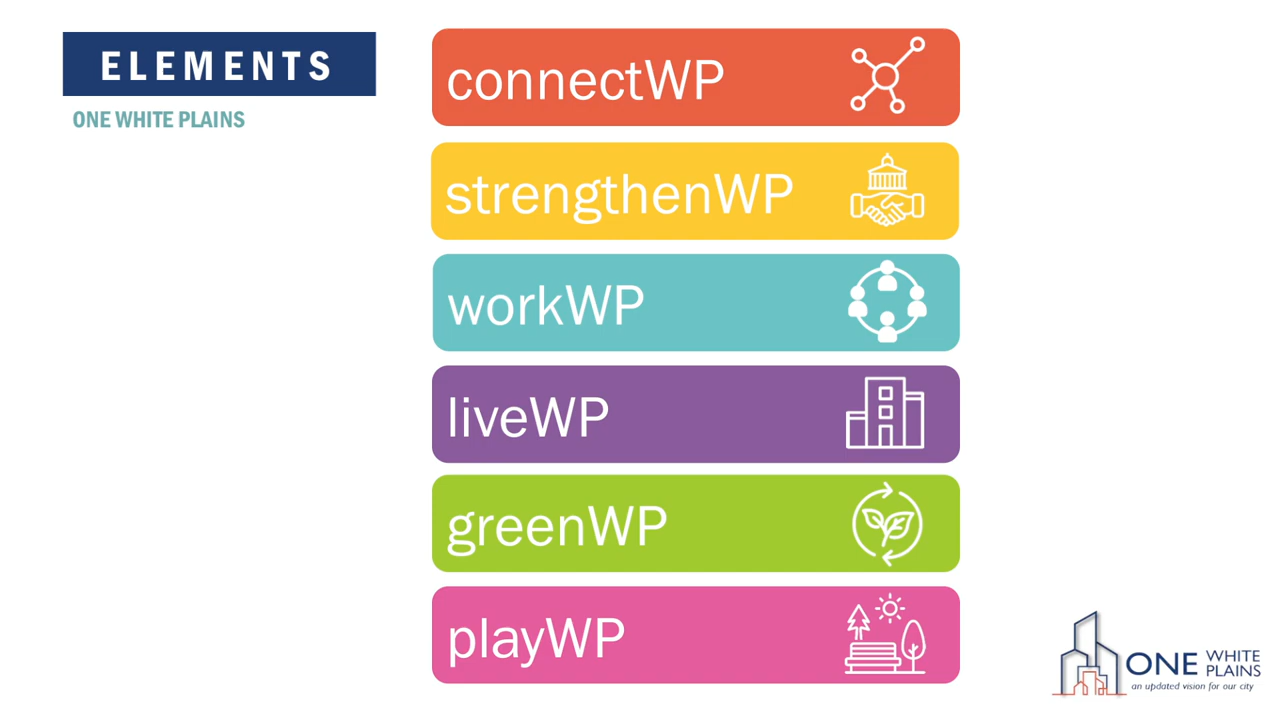 ELEMENTS
ONE WHITE PLAINS
connectWP
strengthenWP
workWP
liveWP
greenWP
playWP
ONE WHITE PLAINS
an updated vision for our city